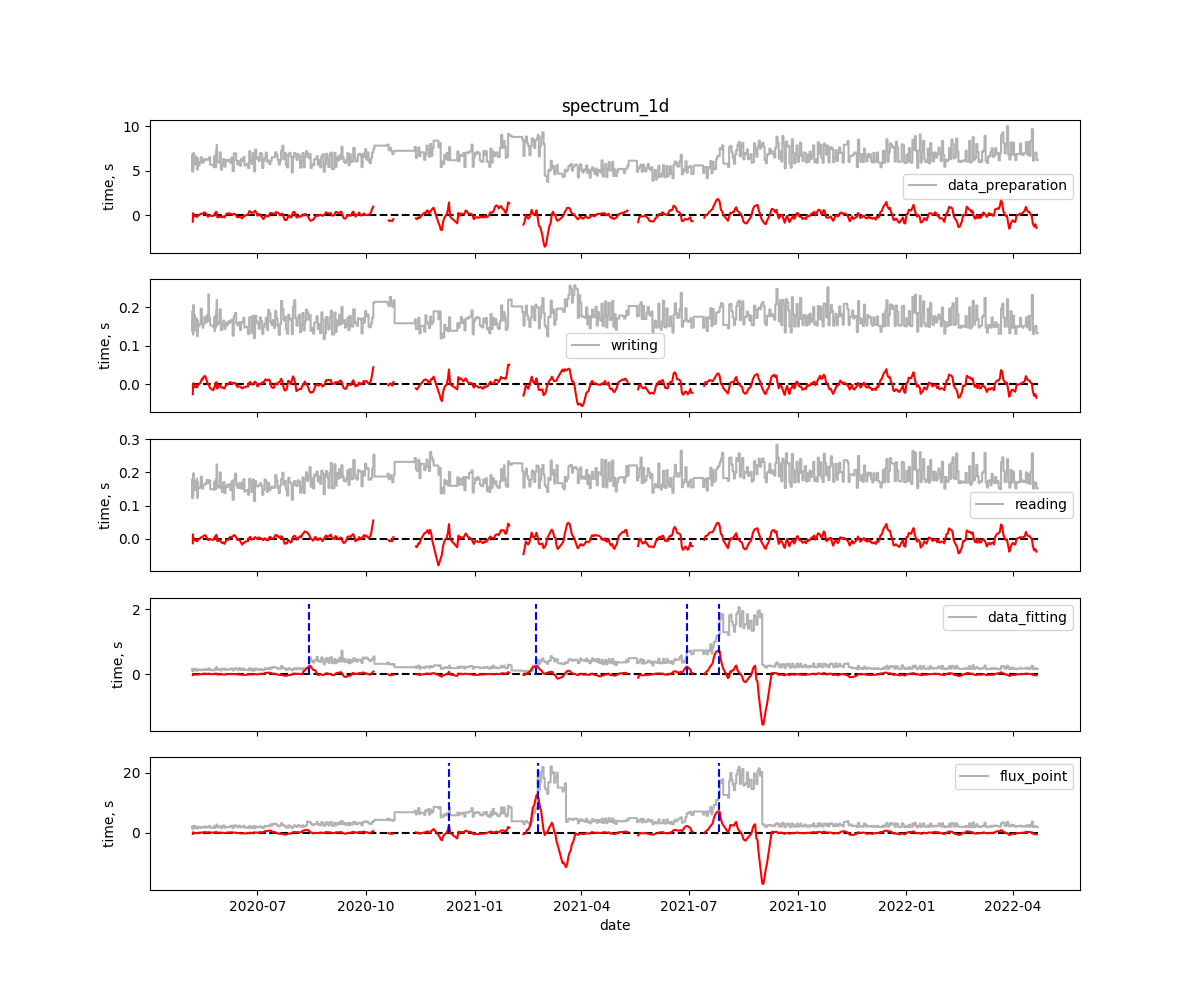 spectrum_1d
10
5
0
time, s
data_preparation
0.2
0.1
0.0
time, s
writing
0.3
0.2
0.1
0.0
time, s
reading
2
0
time, s
data_fitting
20
0
time, s
flux_point
2020-07 2020-10 2021-01 2021-04 2021-07 2021-10 2022-01 2022-04
date